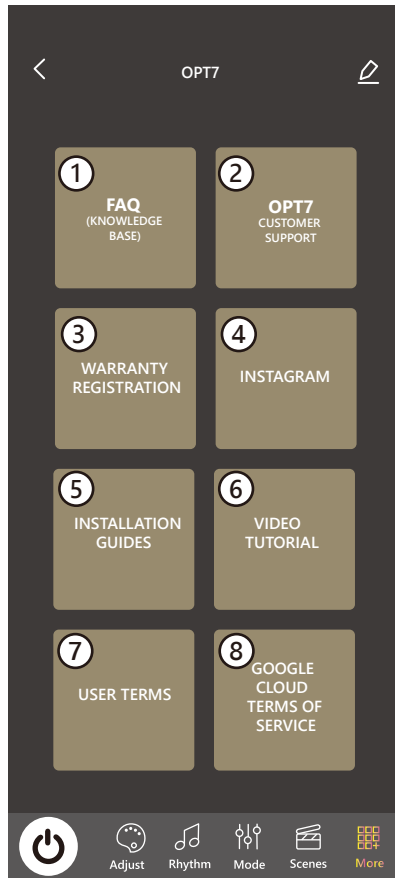 OPT7
1
FAQ
(KNOWLEDGE
BASE)
2
OPT7
CUSTOMER
SUPPORT
3
WARRANTY
REGISTRATION
4
INSTAGRAM
5
INSTALLATION
GUIDES
6
VIDEO
TUTORIAL
7
USER TERMS
8
GOOGLE
CLOUD
TERMS OF
SERVICE
Adjust
Rhythm
Mode
Scenes
More